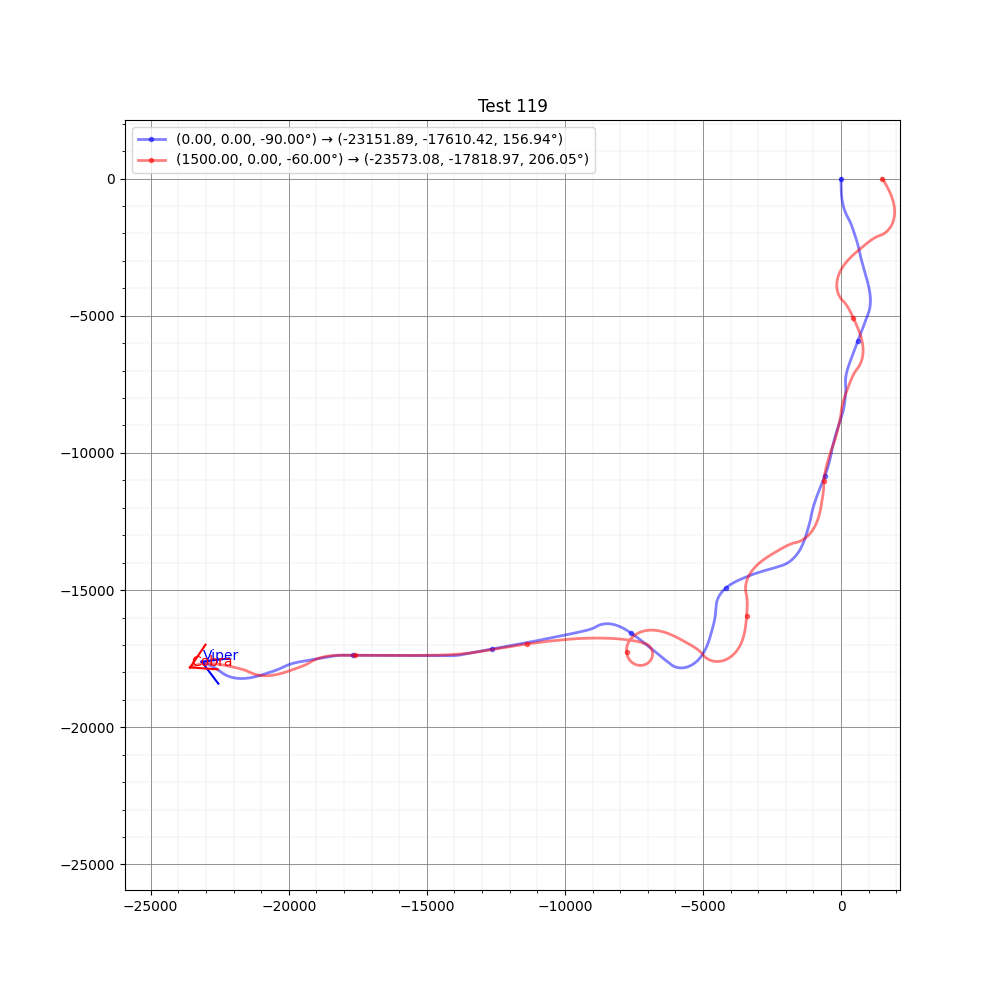 Test 119
(0.00, 0.00, -90.00°) → (-23151.89, -17610.42, 156.94°)
(1500.00, 0.00, -60.00°) → (-23573.08, -17818.97, 206.05°)
0
−5000
−10000
−15000
Viper
Cobra
−20000
−25000
−25000 −20000 −15000 −10000 −5000 0